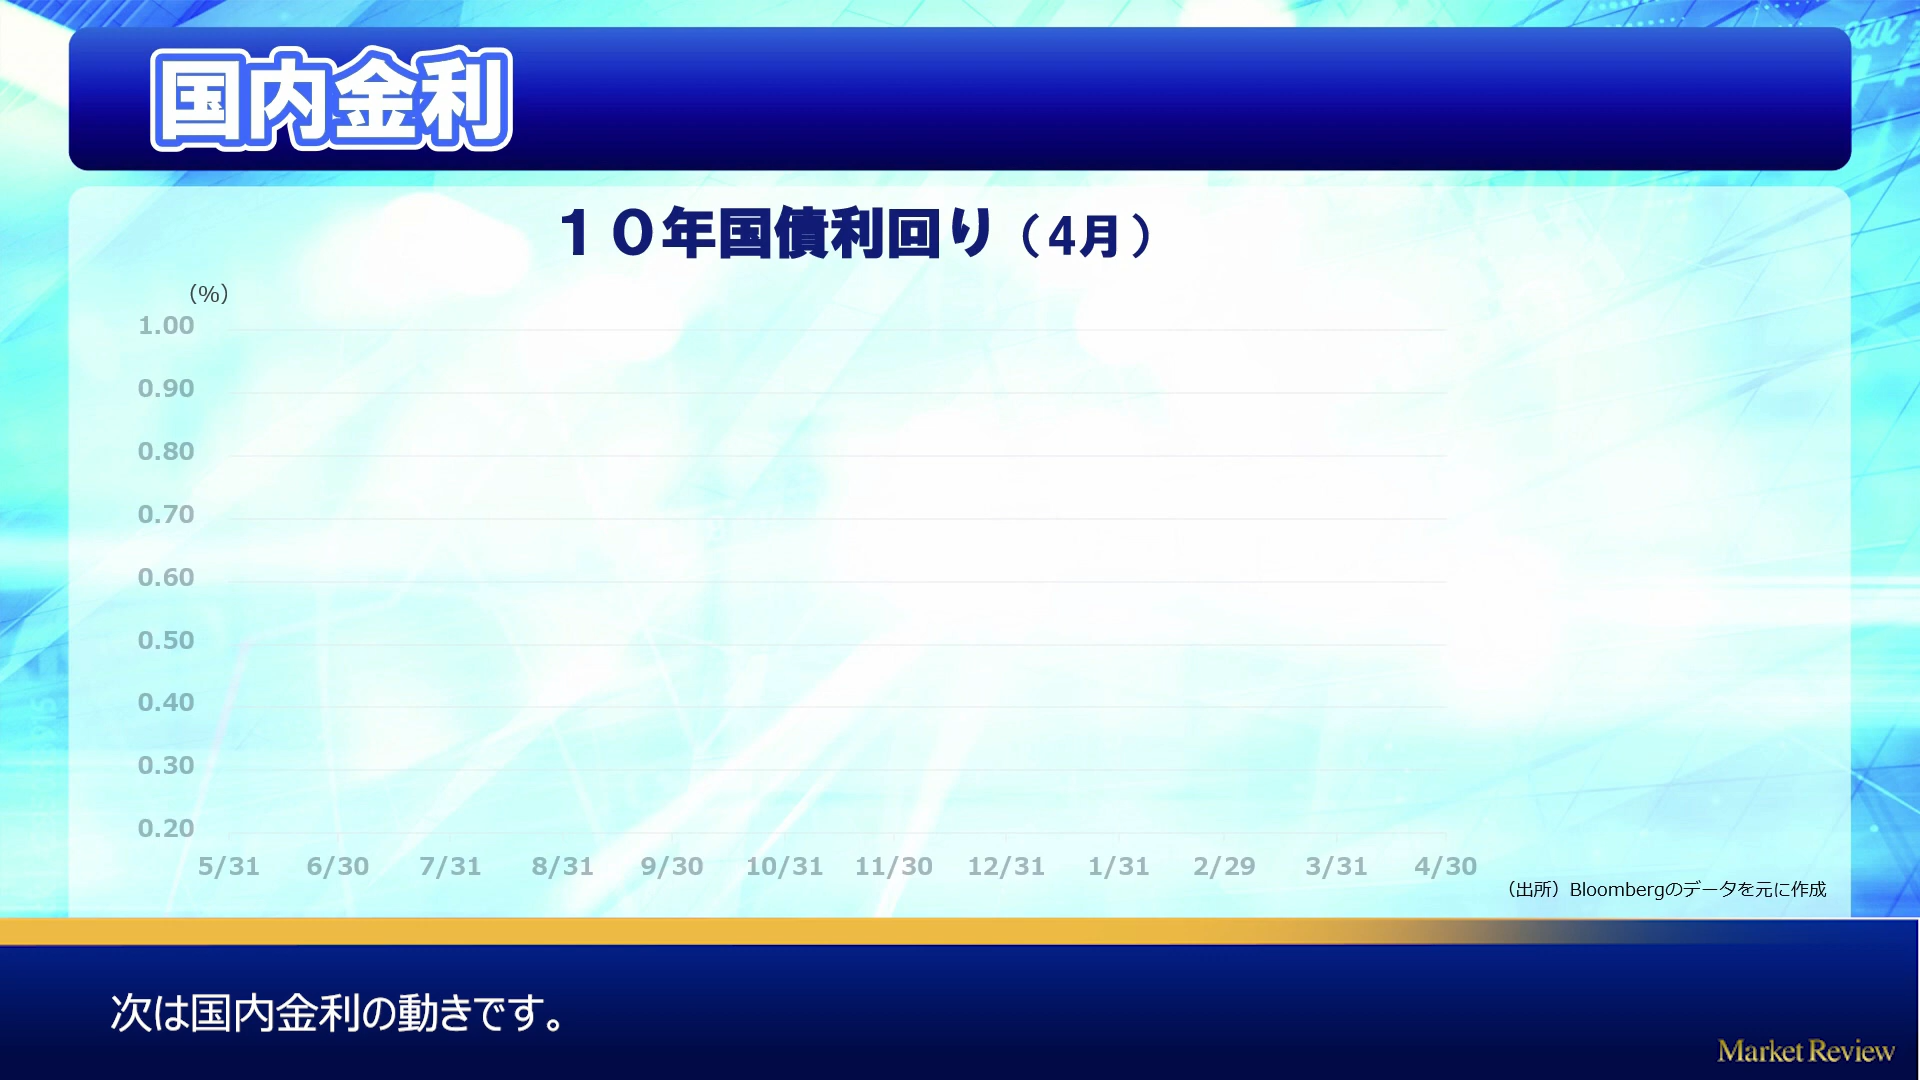 国内金利
１０年国債利回り（4月）
（%）
1.00
0.90
0.80
0.70
0.60
0.50
0.40
0.30
0.20
5/31 6/30 7/31 8/31 9/30 10/31 11/30 12/31 1/31 2/29 3/31 4/30
（出所）Bloombergのデータを元に作成
次は国内金利の動きです。
Market Review